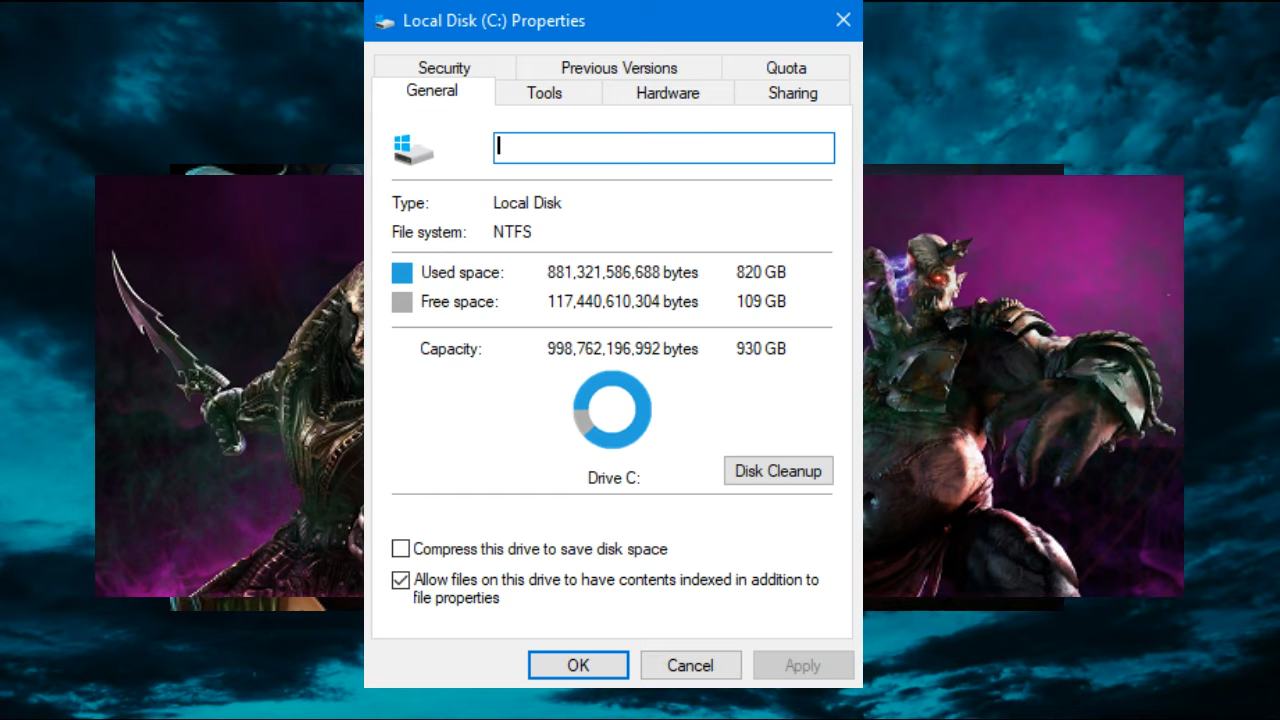 Local Disk (C:) Properties
Security Previous Versions Quota
General Tools Hardware Sharing
Type: Local Disk
File system: NTFS
Used space: 881,321,586,688 bytes 820 GB
Free space: 117,440,610,304 bytes 109 GB
Capacity: 998,762,196,992 bytes 930 GB
Drive C:
Disk Cleanup
Compress this drive to save disk space
Allow files on this drive to have contents indexed in addition to
file properties
OK Cancel Apply